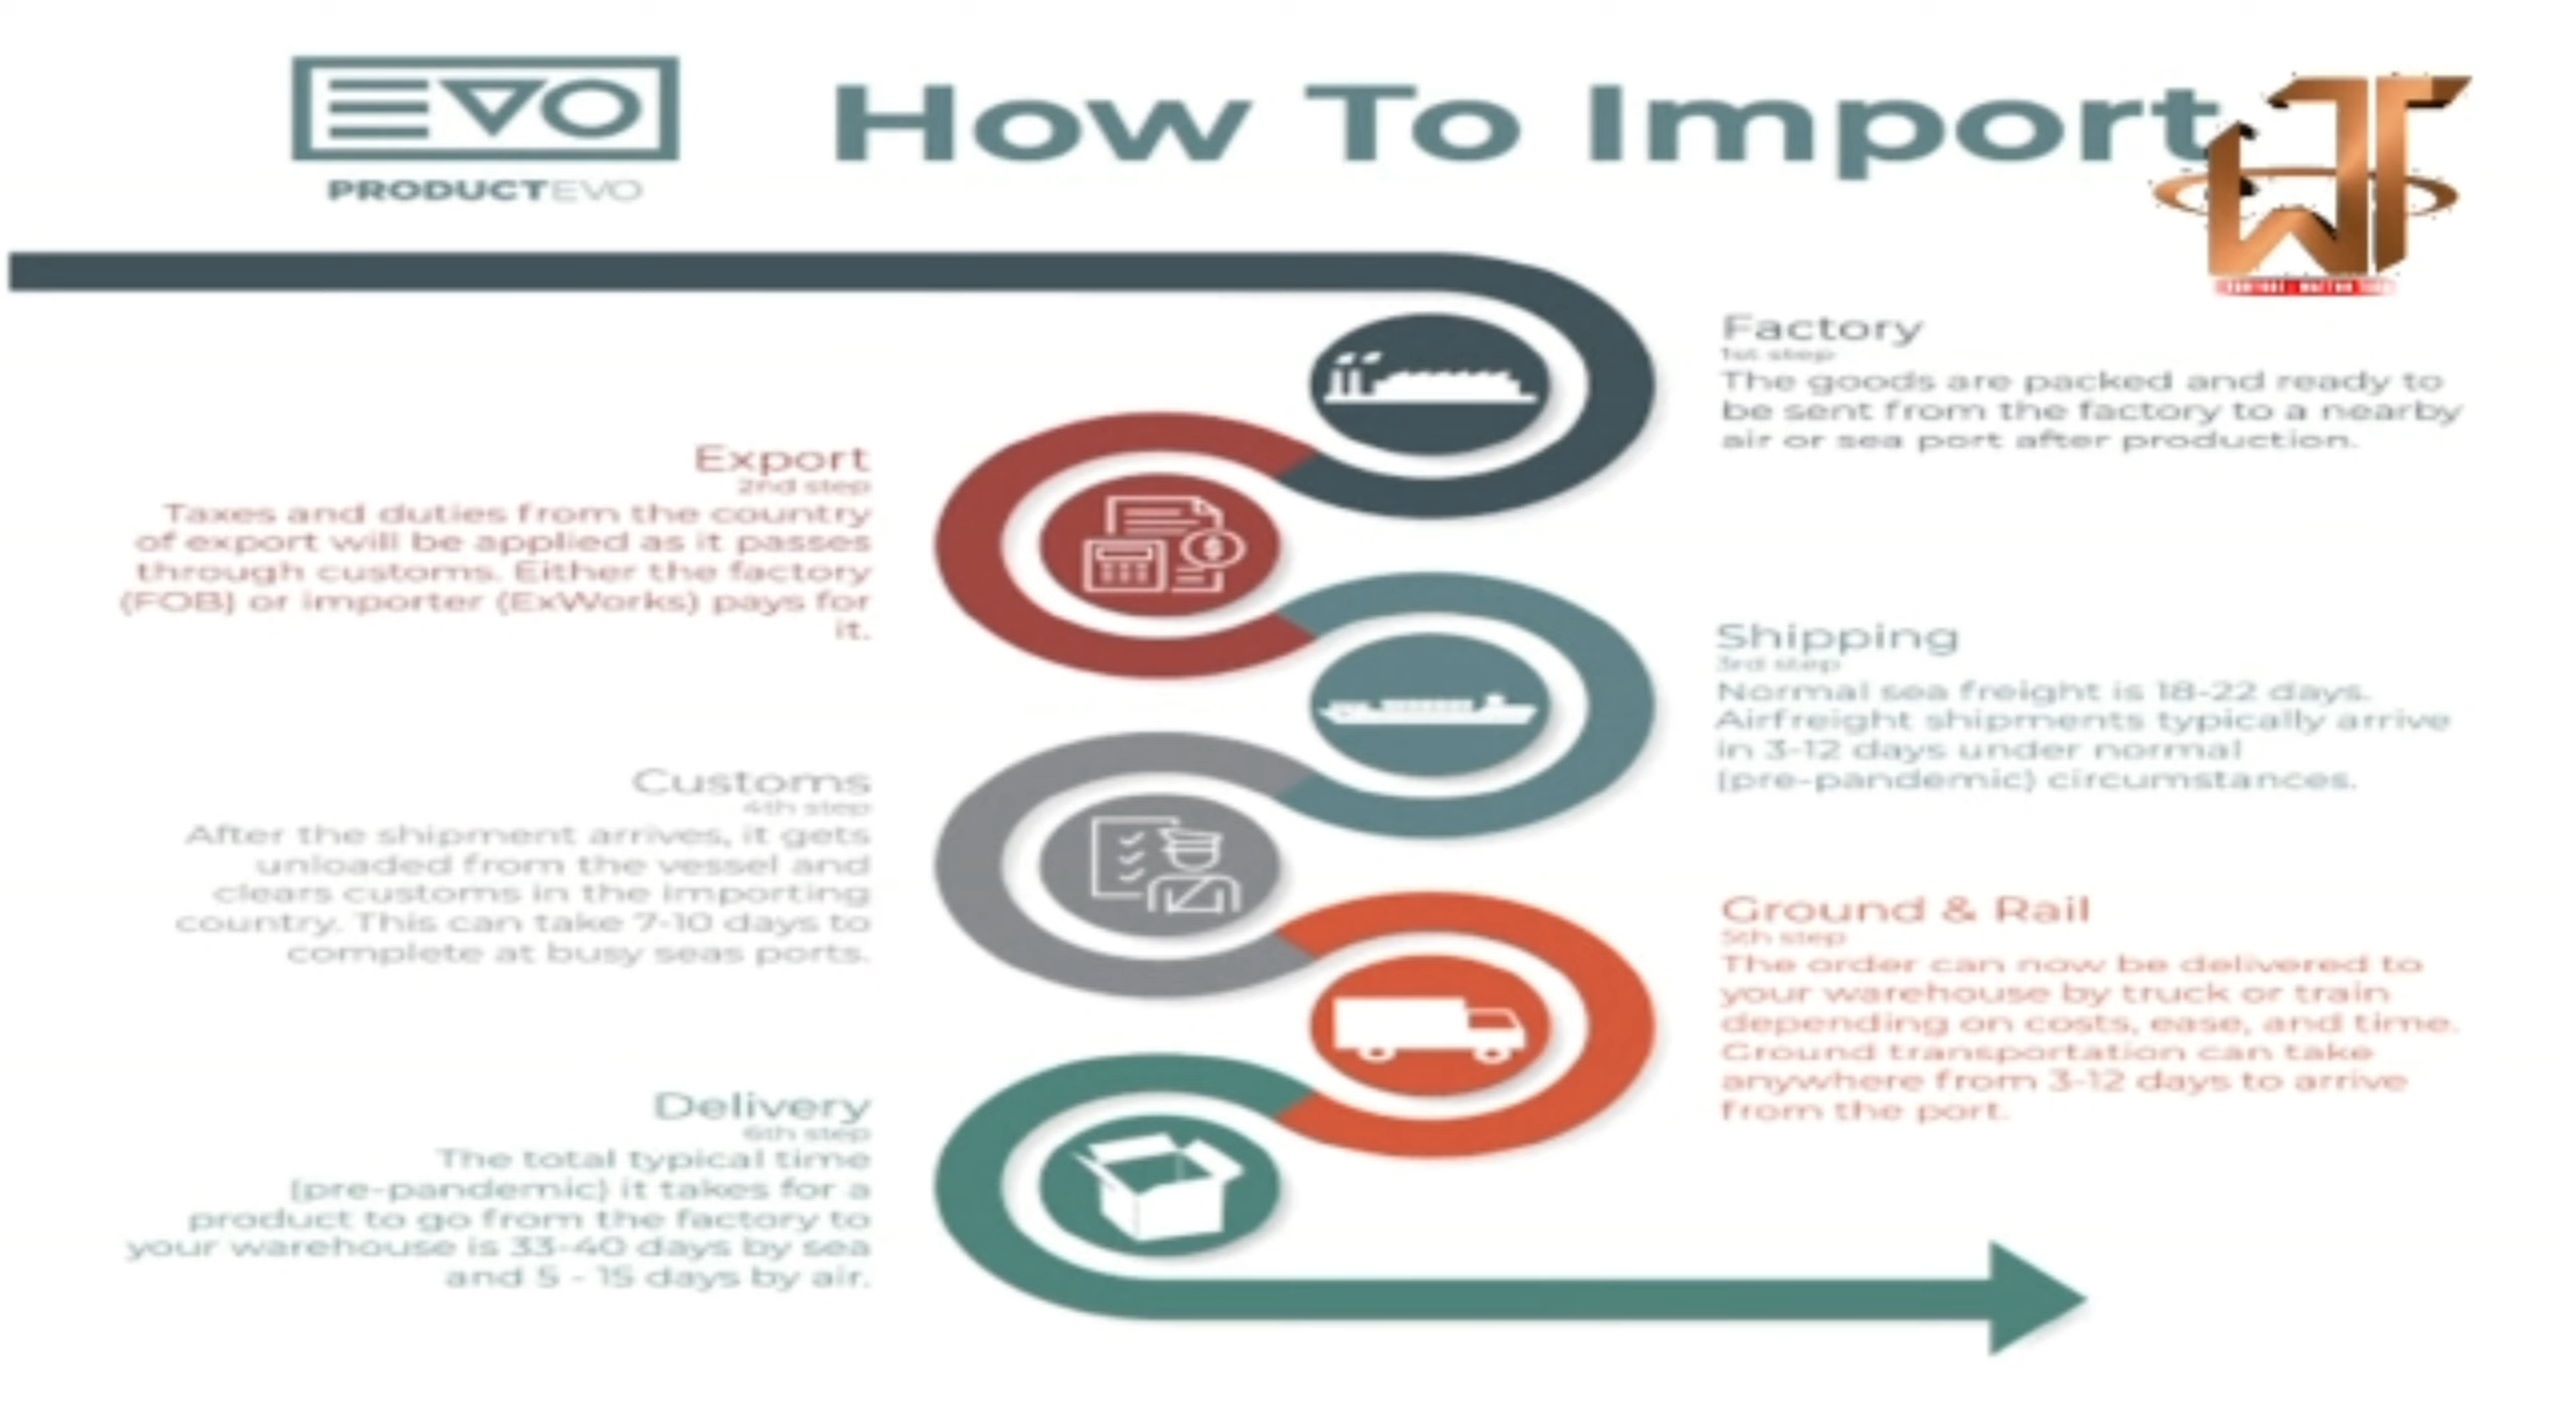 EVO
PRODUCTEVO
How To Import
Factory
1st step
The goods are packed and ready to
be sent from the factory to a nearby
air or sea port after production.
Export
2nd step
Taxes and duties from the country
of export will be applied as it passes
through customs. Either the factory
(FOB) or importer (ExWorks) pays for
it.
Shipping
3rd step
Normal sea freight is 18-22 days.
Airfreight shipments typically arrive
in 3-12 days under normal
(pre-pandemic) circumstances.
Customs
4th step
After the shipment arrives, it gets
unloaded from the vessel and
clears customs in the importing
country. This can take 7-10 days to
complete at busy seas ports.
Ground & Rail
5th step
The order can now be delivered to
your warehouse by truck or train
depending on costs, ease, and time.
Ground transportation can take
anywhere from 3-12 days to arrive
from the port.
Delivery
6th step
The total typical time
(pre-pandemic) it takes for a
product to go from the factory to
your warehouse is 33-40 days by sea
and 5 - 15 days by air.